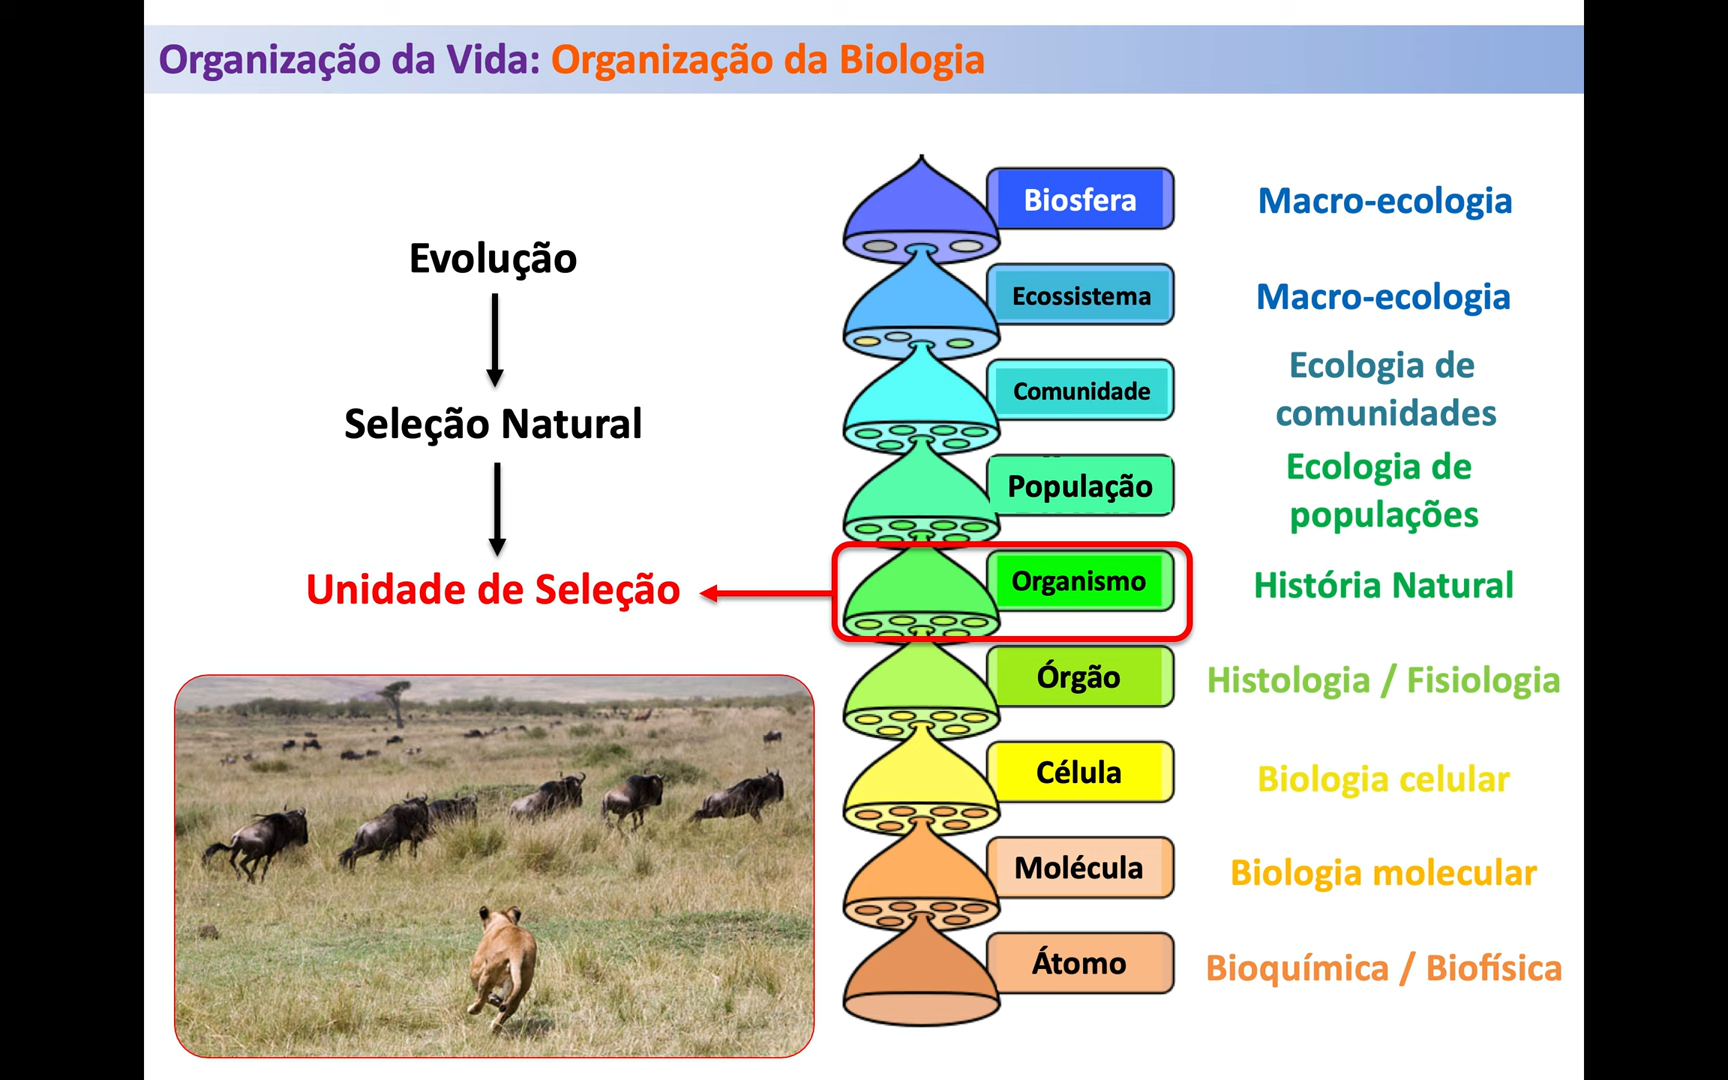 Organização da Vida: Organização da Biologia
Evolução
Seleção Natural
Unidade de Seleção
Biosfera
Macro-ecologia
Ecossistema
Macro-ecologia
Comunidade
Ecologia de
comunidades
População
Ecologia de
populações
Organismo
História Natural
Órgão
Histologia / Fisiologia
Célula
Biologia celular
Molécula
Biologia molecular
Átomo
Bioquímica / Biofísica